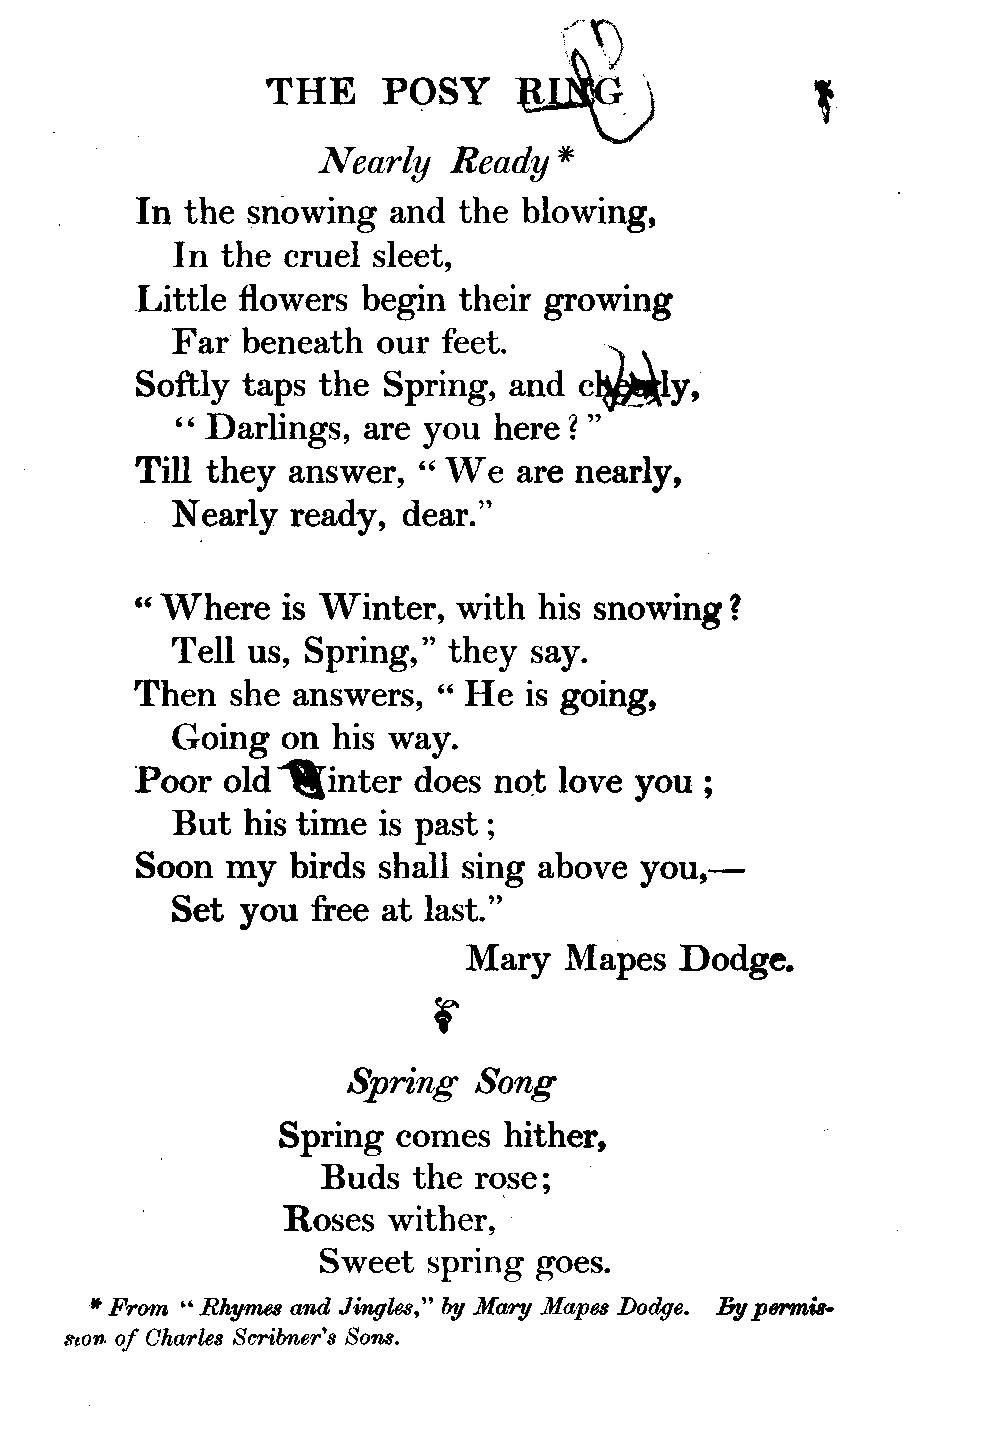 THE POSY RING
Nearly Ready*
In the snowing and the blowing,
In the cruel sleet,
Little flowers begin their growing
Far beneath our feet.
Softly taps the Spring, and cheerly,
“ Darlings, are you here ? ”
Till they answer, “ We are nearly,
Nearly ready, dear.”
“ Where is Winter, with his snowing ?
Tell us, Spring,” they say.
Then she answers, “ He is going,
Going on his way.
Poor old Winter does not love you ;
But his time is past ;
Soon my birds shall sing above you,—
Set you free at last.”
Mary Mapes Dodge.
Spring Song
Spring comes hither,
Buds the rose;
Roses wither,
Sweet spring goes.
* From “ Rhymes and Jingles,” by Mary Mapes Dodge. By permis-
sion of Charles Scribner's Sons.